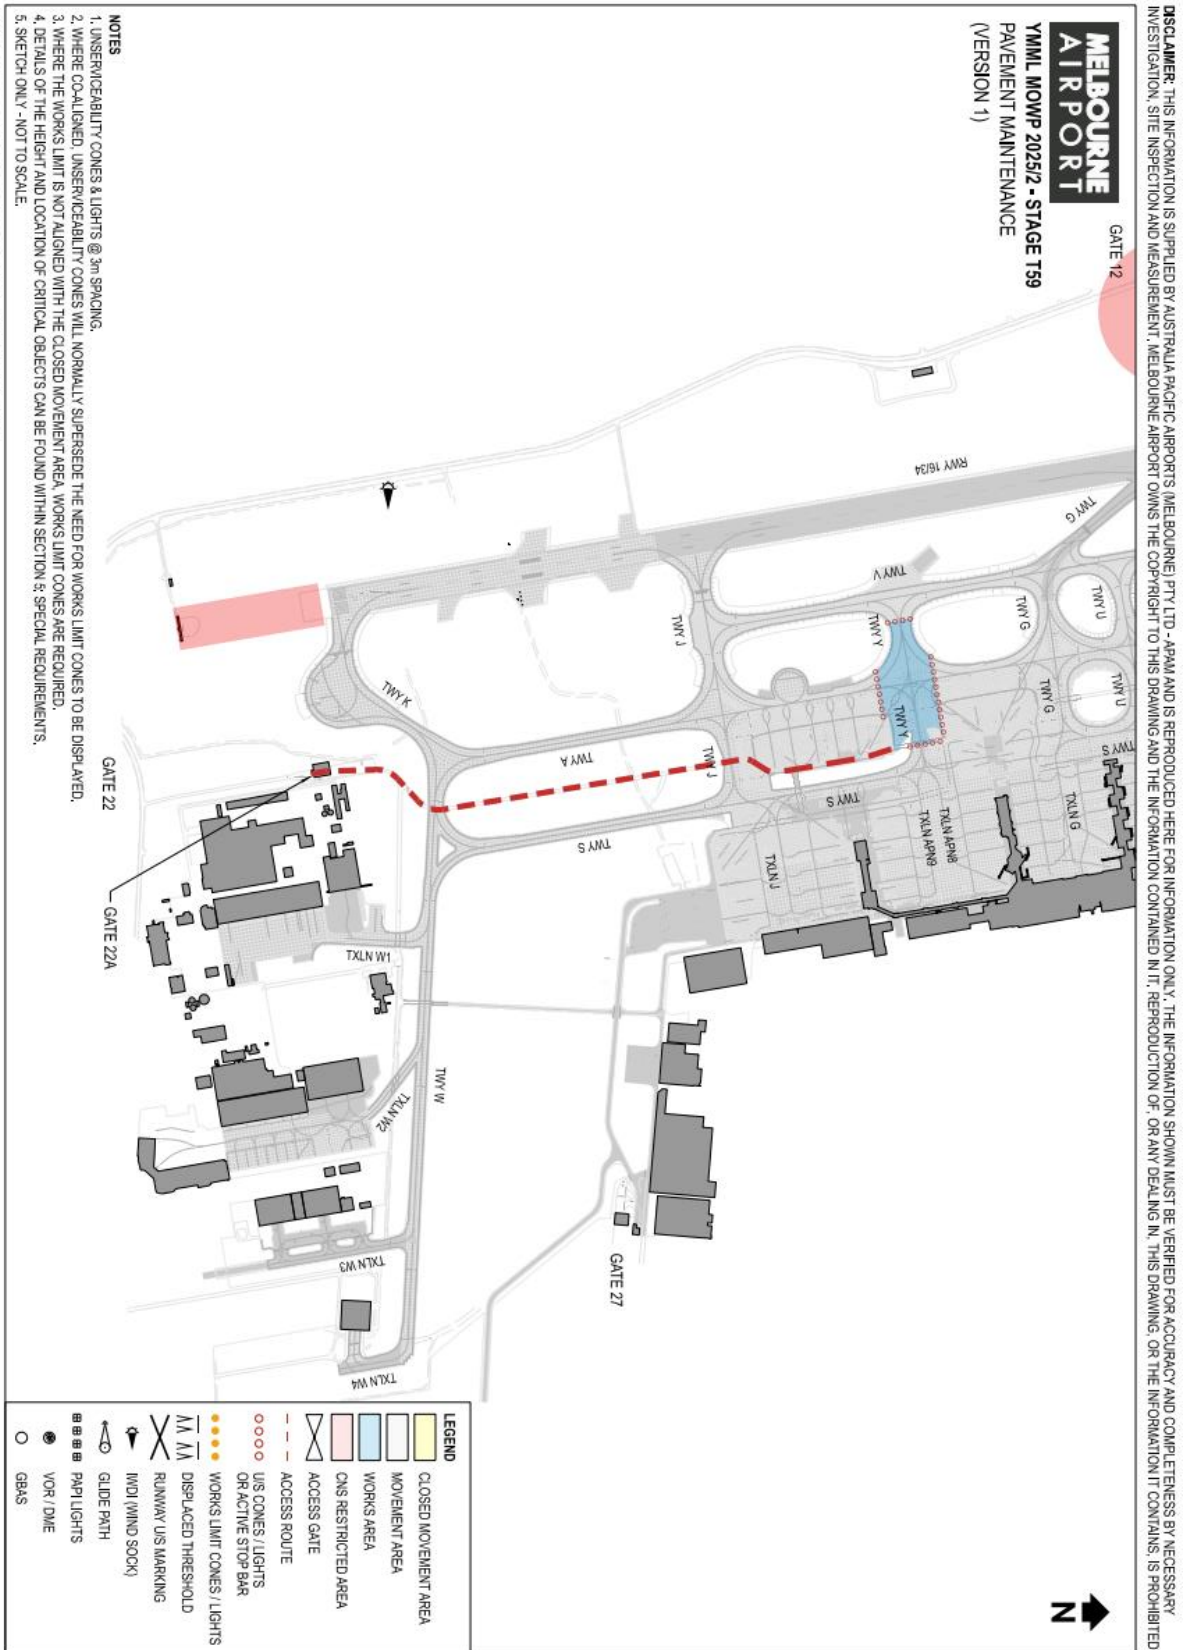 DISCLAIMER: THIS INFORMATION IS SUPPLIED BY AUSTRALIA PACIFIC AIRPORTS (MELBOURNE) PTY LTD - APAM AND IS REPRODUCED HERE FOR INFORMATION ONLY, THE INFORMATION SHOWN MUST BE VERIFIED FOR ACCURACY AND COMPLETENESS BY NECESSARY
INVESTIGATION, SITE INSPECTION AND MEASUREMENT, MELBOURNE AIRPORT OWNS THE COPYRIGHT TO THIS DRAWING AND THE INFORMATION CONTAINED IN IT, REPRODUCTION OF, OR ANY DEALING IN, THIS DRAWING, OR THE INFORMATION IT CONTAINS, IS PROHIBITED
MELBOURNE
AIRPORT
YMML MOWP 2025/2 - STAGE T59
PAVEMENT MAINTENANCE
(VERSION 1)
GATE 12
RWY 16/34
TWY G
TWY V
TWY U
TWY G
TWY Y
TWY J
TWY U
TWY G
TWY Y
TWY S
TWY K
TWY A
TWY J
TWY S
TXLN G
TXLN APN8
TXLN APN9
TWY S
TXLN J
GATE 22
GATE 22A
TXLN W1
TWY W
TXLN W2
TXLN W3
TXLN W4
GATE 27
NOTES
1. UNSERVICEABILITY CONES & LIGHTS @ 3m SPACING.
2. WHERE CO-ALIGNED, UNSERVICEABILITY CONES WILL NORMALLY SUPERSEDE THE NEED FOR WORKS LIMIT CONES TO BE DISPLAYED.
3. WHERE THE WORKS LIMIT IS NOT ALIGNED WITH THE CLOSED MOVEMENT AREA, WORKS LIMIT CONES ARE REQUIRED.
4. DETAILS OF THE HEIGHT AND LOCATION OF CRITICAL OBJECTS CAN BE FOUND WITHIN SECTION 5: SPECIAL REQUIREMENTS.
5. SKETCH ONLY - NOT TO SCALE.
LEGEND
CLOSED MOVEMENT AREA
MOVEMENT AREA
WORKS AREA
CNS RESTRICTED AREA
ACCESS GATE
ACCESS ROUTE
U/S CONES / LIGHTS
OR ACTIVE STOP BAR
WORKS LIMIT CONES / LIGHTS
DISPLACED THRESHOLD
RUNWAY U/S MARKING
IWDI (WIND SOCK)
GLIDE PATH
PAPI LIGHTS
VOR / DME
GBAS
N